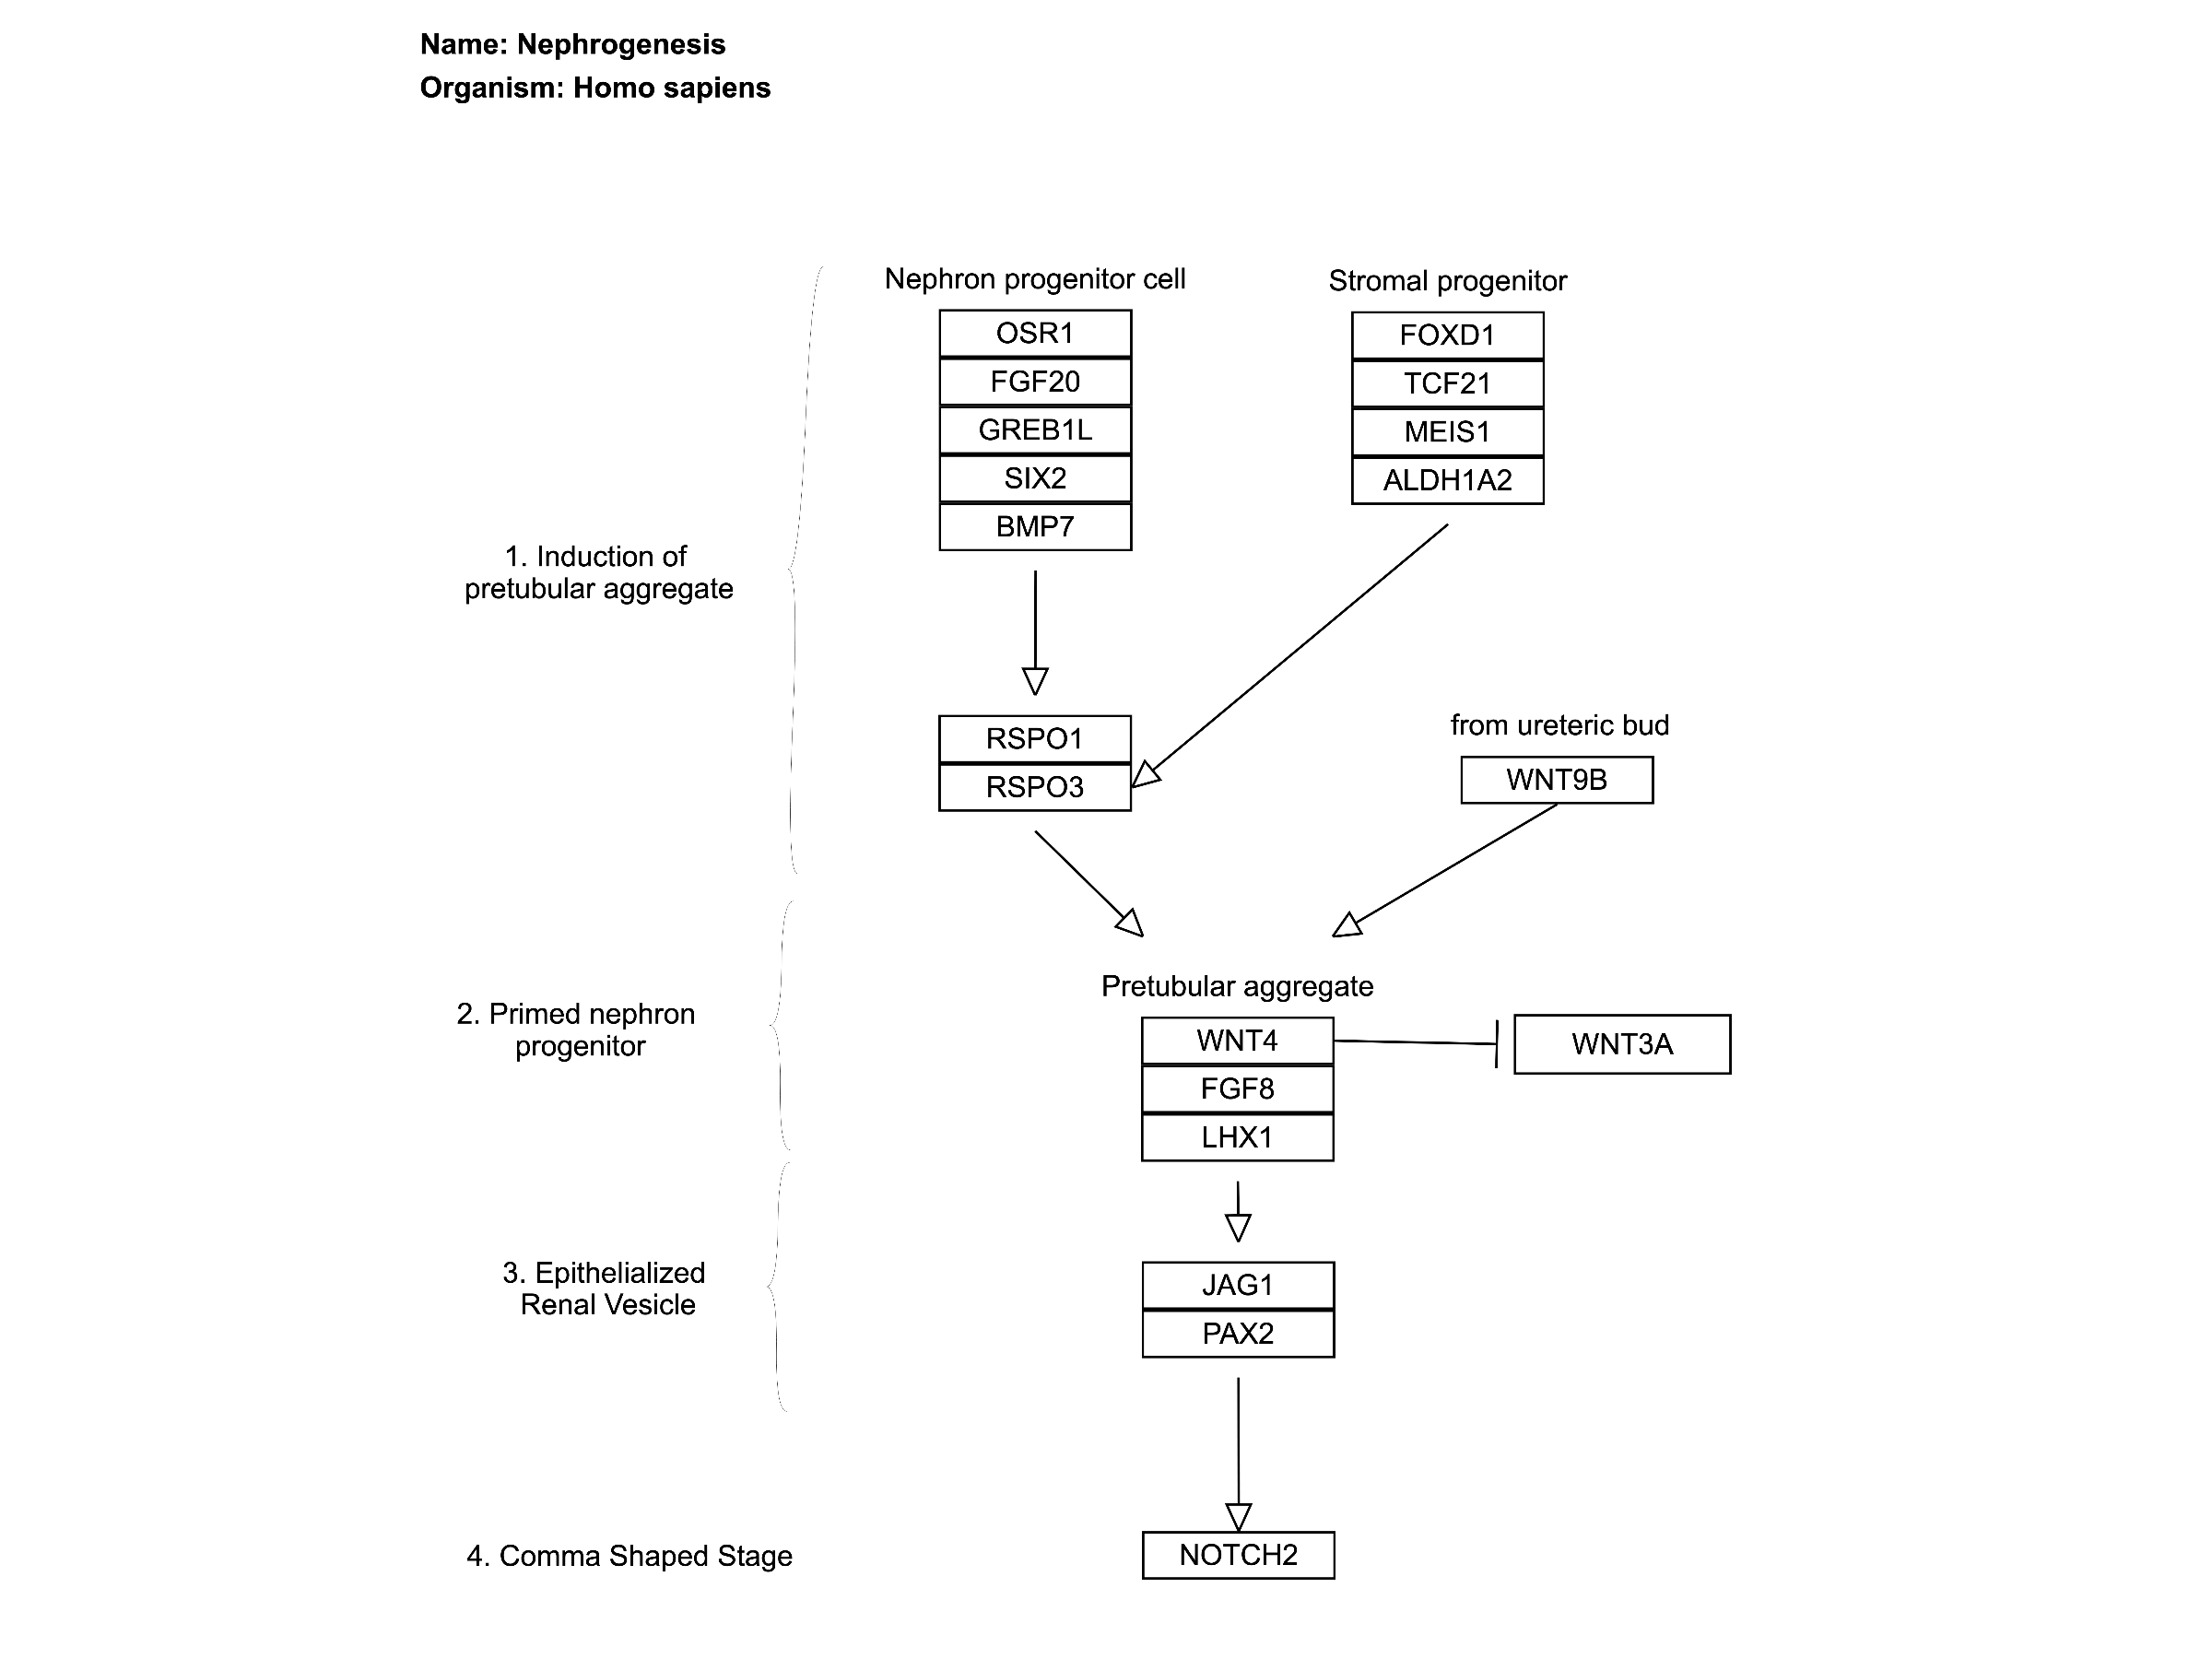 Name: Nephrogenesis
Organism: Homo sapiens
Nephron progenitor cell
OSR1
FGF20
GREB1L
SIX2
BMP7
Stromal progenitor
FOXD1
TCF21
MEIS1
ALDH1A2
1. Induction of
pretubular aggregate
RSPO1
RSPO3
from ureteric bud
WNT9B
2. Primed nephron
progenitor
Pretubular aggregate
WNT4
FGF8
LHX1
WNT3A
3. Epithelialized
Renal Vesicle
JAG1
PAX2
4. Comma Shaped Stage
NOTCH2